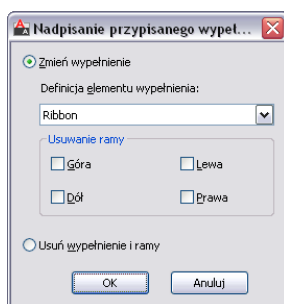 Nadpisanie przypisanego wypeł...
Zmień wypełnienie
Definicja elementu wypełnienia:
Ribbon
Usuwanie ramy
Góra
Lewa
Dół
Prawa
Usuń wypełnienie i ramy
OK
Anuluj